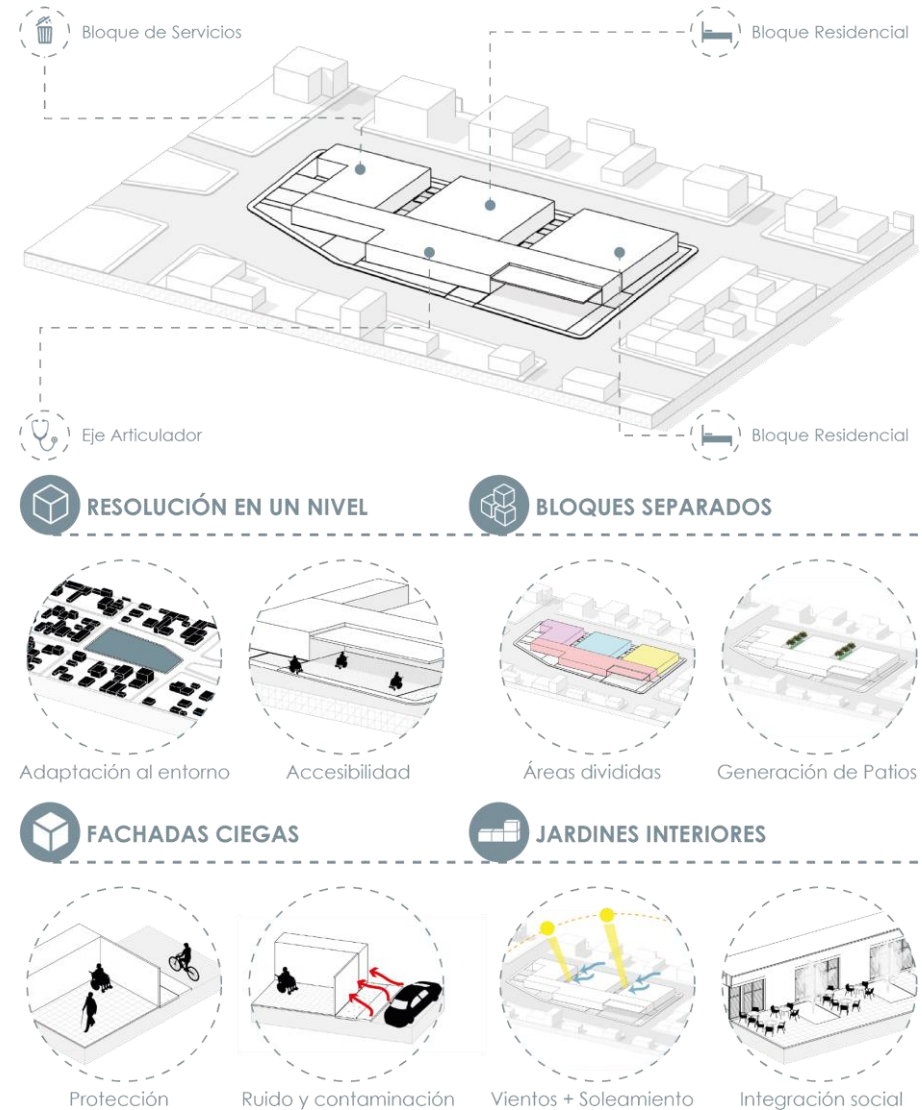 Bloque de Servicios
Bloque Residencial
Eje Articulador
Bloque Residencial
RESOLUCIÓN EN UN NIVEL
BLOQUES SEPARADOS
Adaptación al entorno
Accesibilidad
Áreas divididas
Generación de Patios
FACHADAS CIEGAS
JARDINES INTERIORES
Protección
Ruido y contaminación
Vientos + Soleamiento
Integración social